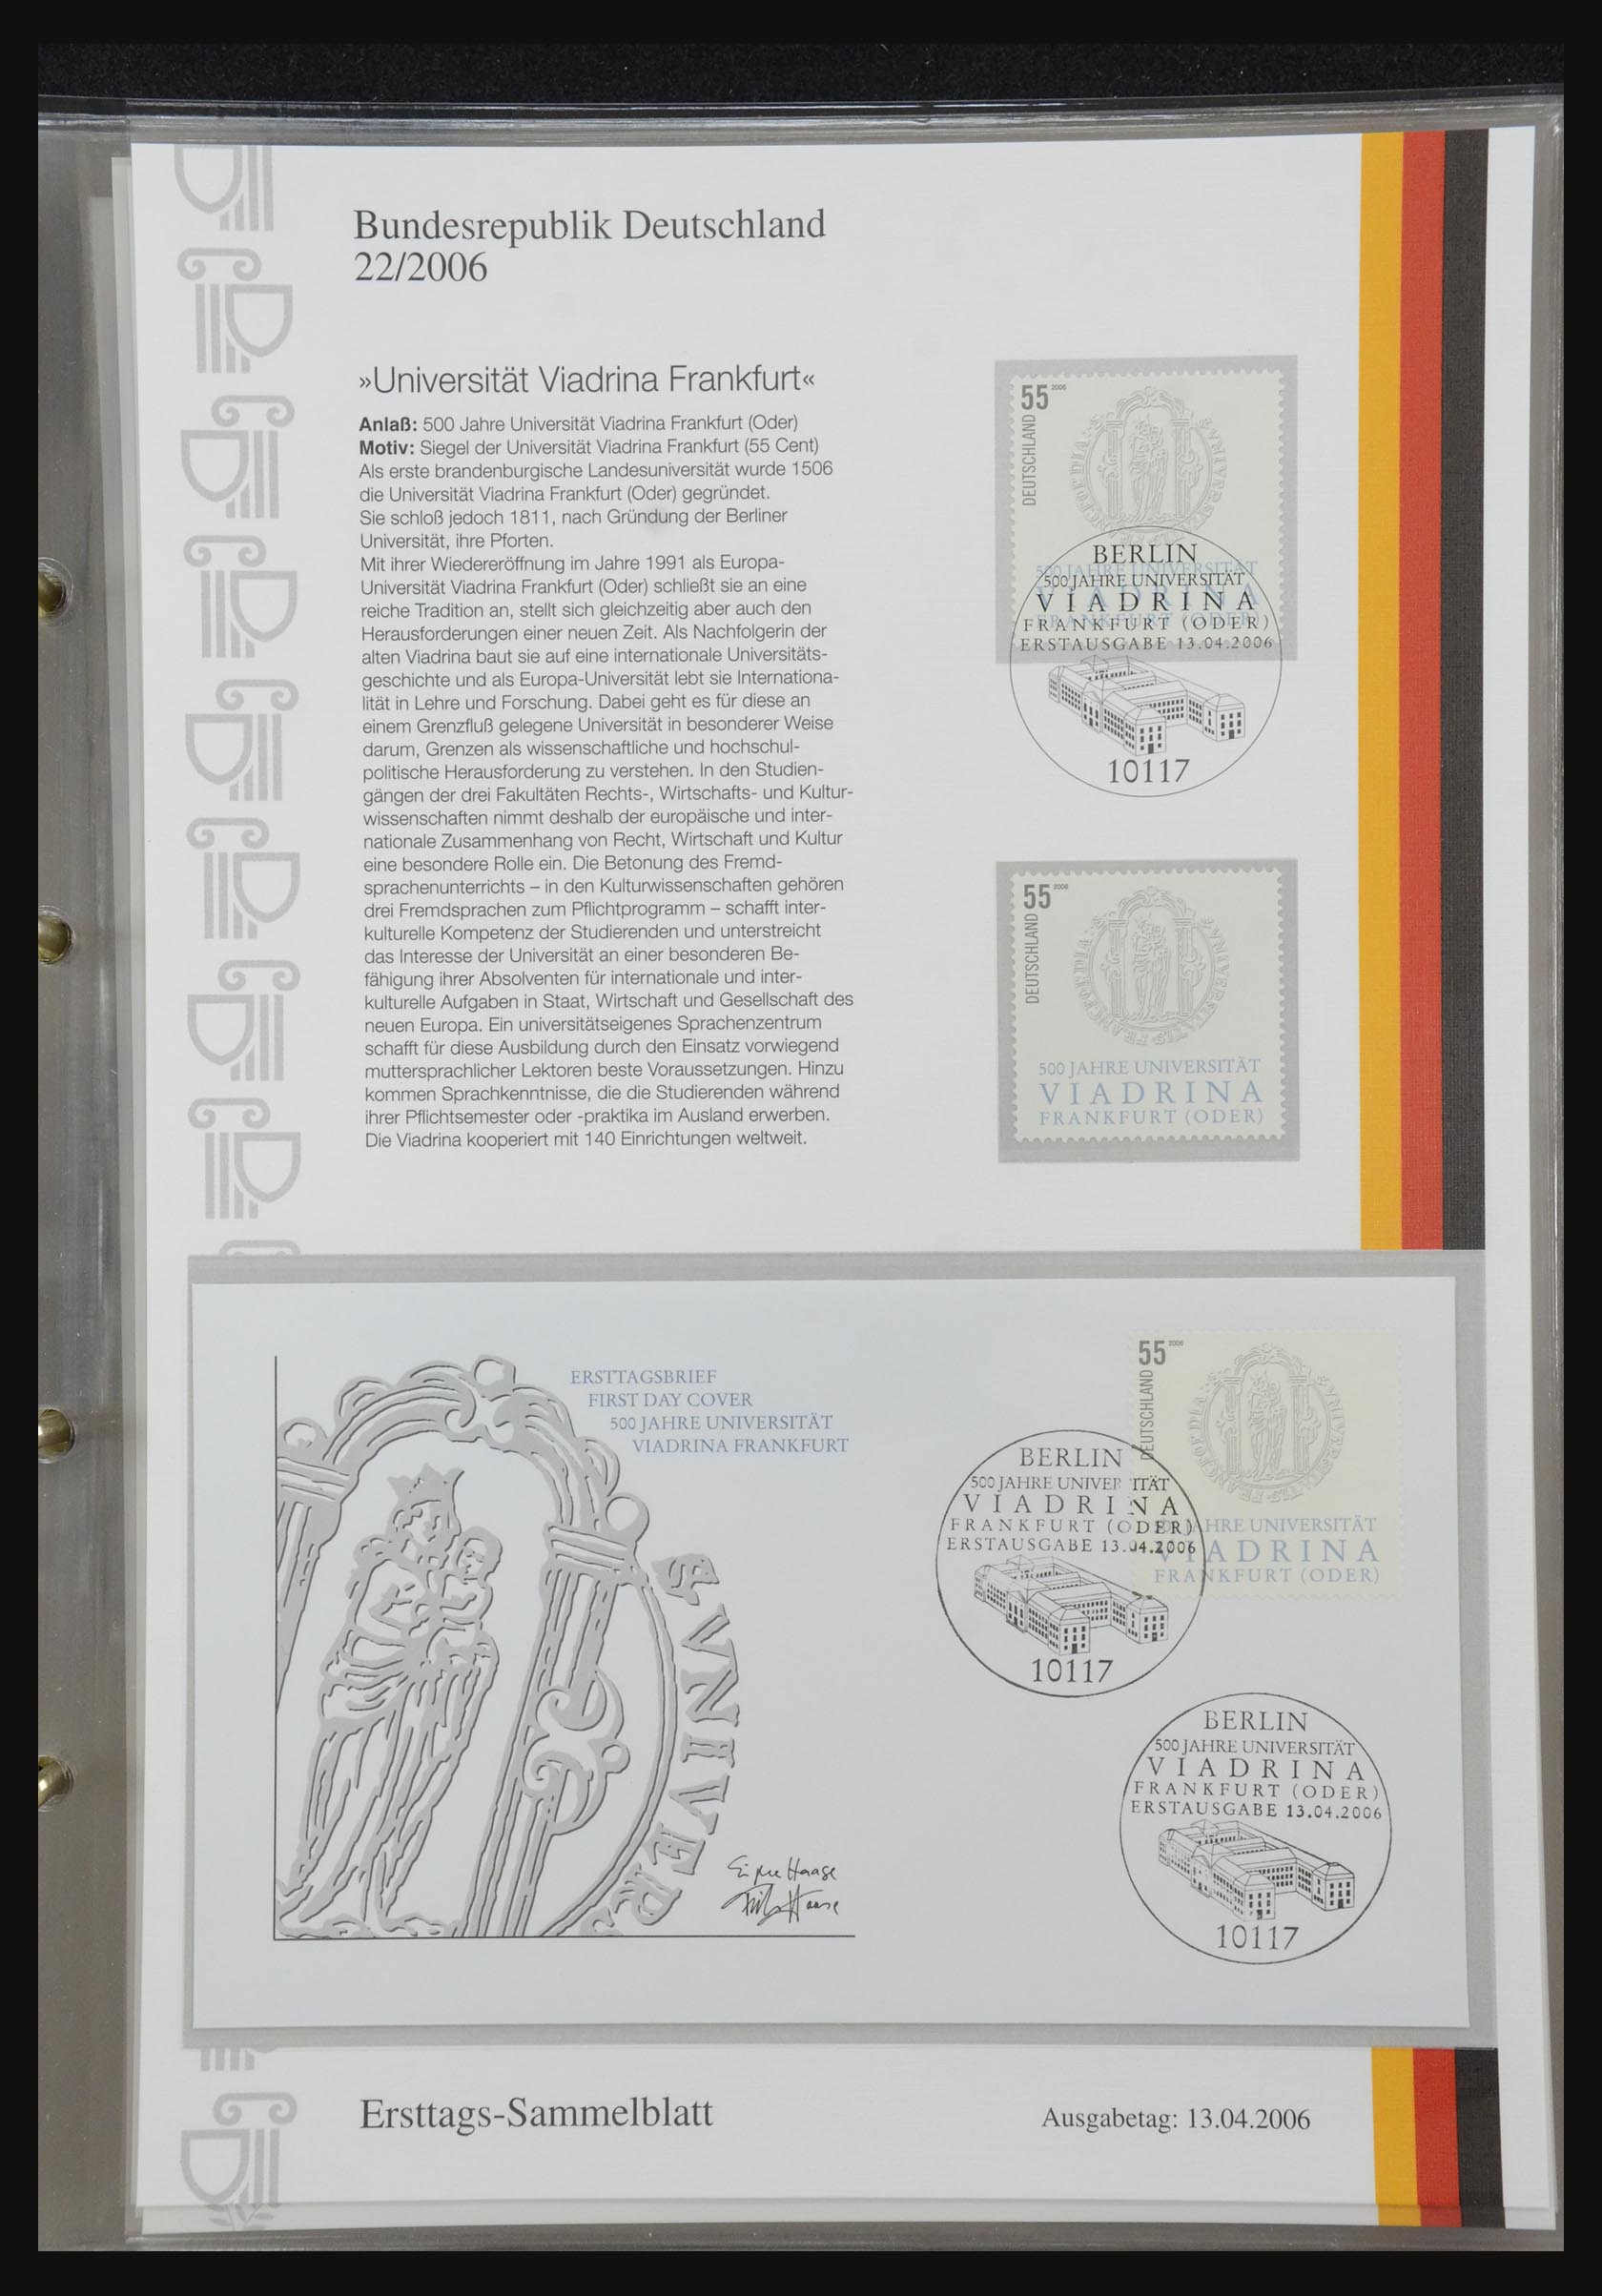 Bundesrepublik Deutschland
22/2006
»Universität Viadrina Frankfurt«
Anlaß: 500 Jahre Universität Viadrina Frankfurt (Oder)
Motiv: Siegel der Universität Viadrina Frankfurt (55 Cent)
Als erste brandenburgische Landesuniversität wurde 1506
die Universität Viadrina Frankfurt (Oder) gegründet.
Sie schloß jedoch 1811, nach Gründung der Berliner
Universität, ihre Pforten.
Mit ihrer Wiedereröffnung im Jahre 1991 als Europa-
Universität Viadrina Frankfurt (Oder) schließt sie an eine
reiche Tradition an, stellt sich gleichzeitig aber auch den
Herausforderungen einer neuen Zeit. Als Nachfolgerin der
alten Viadrina baut sie auf eine internationale Universitäts-
geschichte und als Europa-Universität lebt sie Internationa-
lität in Lehre und Forschung. Dabei geht es für diese an
einem Grenzfluß gelegene Universität in besonderer Weise
darum, Grenzen als wissenschaftliche und hochschul-
politische Herausforderung zu verstehen. In den Studien-
gängen der drei Fakultäten Rechts-, Wirtschafts- und Kultur-
wissenschaften nimmt deshalb der europäische und inter-
nationale Zusammenhang von Recht, Wirtschaft und Kultur
eine besondere Rolle ein. Die Betonung des Fremd-
sprachenunterrichts – in den Kulturwissenschaften gehören
drei Fremdsprachen zum Pflichtprogramm – schafft inter-
kulturelle Kompetenz der Studierenden und unterstreicht
das Interesse der Universität an einer besonderen Be-
fähigung ihrer Absolventen für internationale und inter-
kulturelle Aufgaben in Staat, Wirtschaft und Gesellschaft des
neuen Europa. Ein universitätseigenes Sprachenzentrum
schafft für diese Ausbildung durch den Einsatz vorwiegend
muttersprachlicher Lektoren beste Voraussetzungen. Hinzu
kommen Sprachkenntnisse, die die Studierenden während
ihrer Pflichtsemester oder -praktika im Ausland erwerben.
Die Viadrina kooperiert mit 140 Einrichtungen weltweit.
55 2006
DEUTSCHLAND
BERLIN
500 JAHRE UNIVERSITÄT
VIADRINA
FRANKFURT (ODER)
ERSTAUSGABE 13.04.2006
10117
55 2006
DEUTSCHLAND
500 JAHRE UNIVERSITÄT
VIADRINA
FRANKFURT (ODER)
ERSTTAGSBRIEF
FIRST DAY COVER
500 JAHRE UNIVERSITÄT
VIADRINA FRANKFURT
VNIVER
Haase
Haase
55 2006
DEUTSCHLAND
HRE UNIVERSITÄT
VIADRINA
FRANKFURT (ODER)
BERLIN
500 JAHRE UNIVER ITÄT
VIADRINA
FRANKFURT (ODER)
ERSTAUSGABE 13.04.2006
10117
BERLIN
500 JAHRE UNIVERSITÄT
VIADRINA
FRANKFURT (ODER)
ERSTAUSGABE 13.04.2006
10117
Ersttags-Sammelblatt
Ausgabetag: 13.04.2006